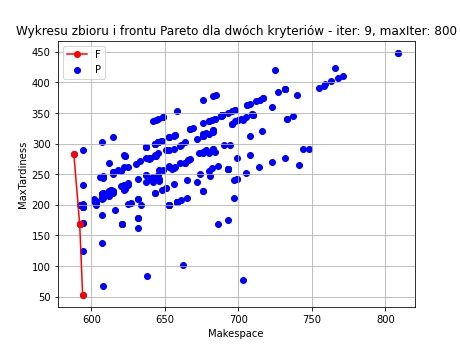 Wykresu zbioru i frontu Pareto dla dwóch kryteriów - iter: 9, maxIter: 800
F
P
450
400
350
300
250
200
150
100
50
MaxTardiness
600
650
700
750
800
Makespace